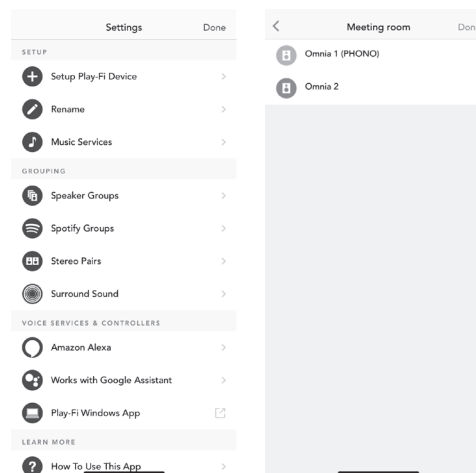 Settings
Done
SETUP
Setup Play-Fi Device
Rename
Music Services
GROUPING
Speaker Groups
Spotify Groups
Stereo Pairs
Surround Sound
VOICE SERVICES & CONTROLLERS
Amazon Alexa
Works with Google Assistant
Play-Fi Windows App
LEARN MORE
How To Use This App
Meeting room
Don
Omnia 1 (PHONO)
Omnia 2